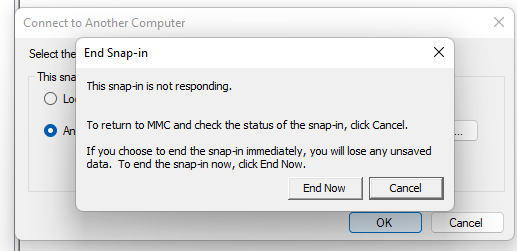 Connect to Another Computer
Select the
End Snap-in
This snap-in is not responding.
This sna
To return to MMC and check the status of the snap-in, click Cancel.
...
If you choose to end the snap-in immediately, you will lose any unsaved
data. To end the snap-in now, click End Now.
End Now
Cancel
OK
Cancel